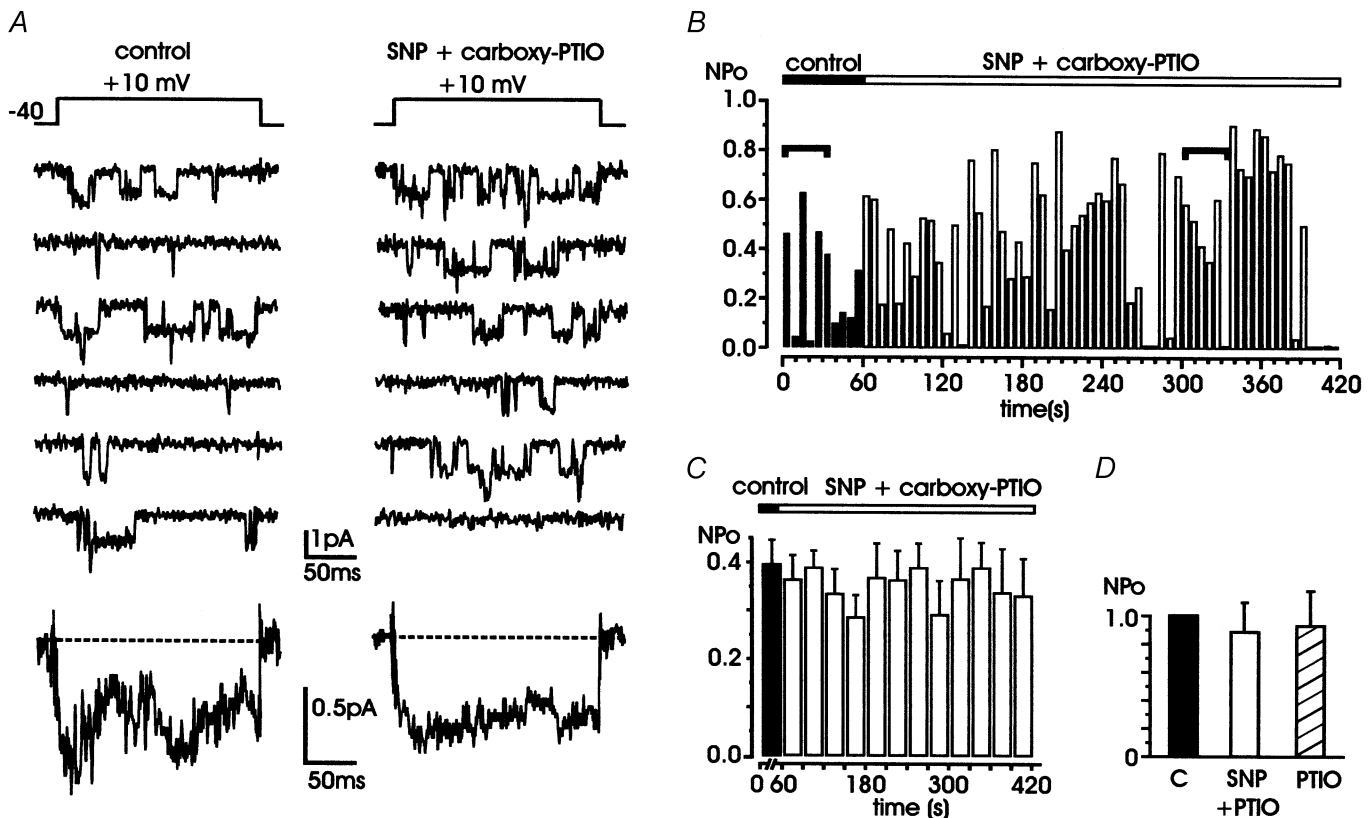 A
control
+10 mV
-40
SNP + carboxy-PTIO
+10 mV
1pA
50ms
0.5pA
50ms
B
NPo
control
SNP + carboxy-PTIO
1.0
0.8
0.6
0.4
0.2
0.0
0 60 120 180 240 300 360 420
time(s)
C
control SNP + carboxy-PTIO
NPo
0.4
0.2
0.0
0 60 180 300 420
time (s)
D
NPo
1.0
0
C SNP +PTIO PTIO